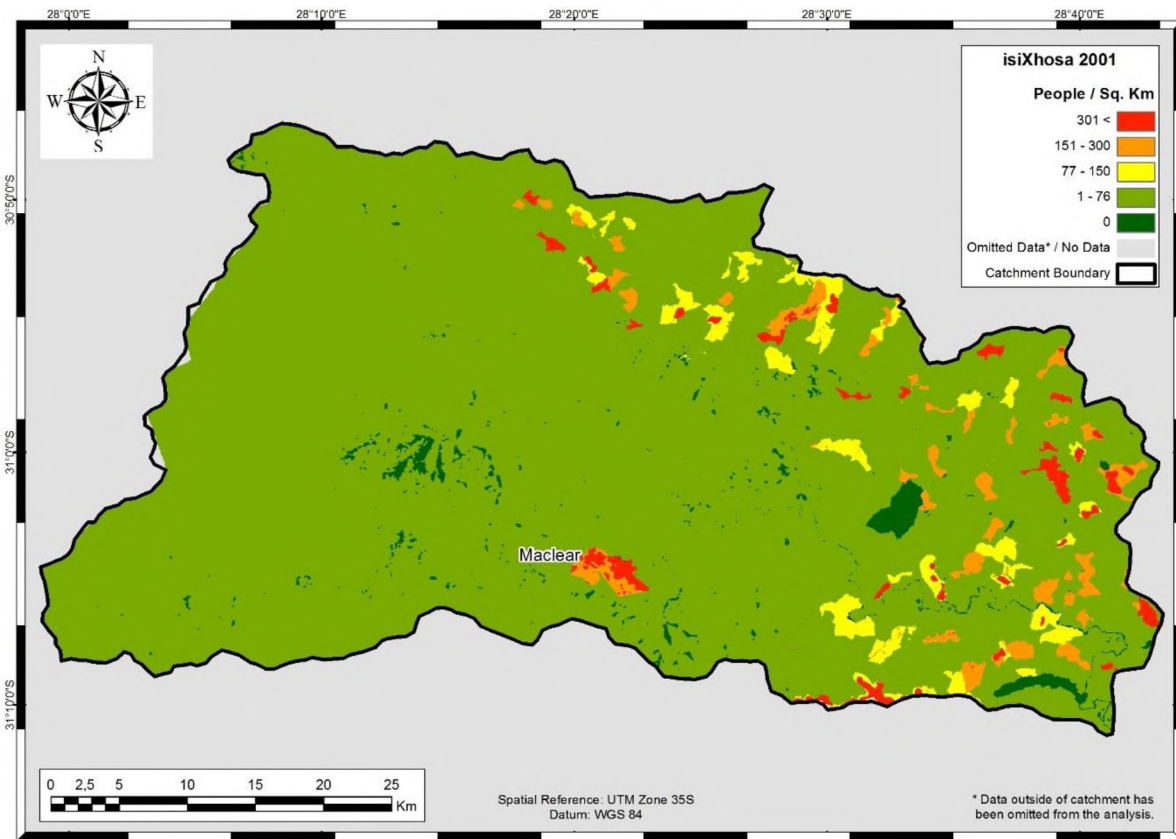 28°0'0"E
28°10'0"E
28°20'0"E
28°30'0"E
28°40'0"E
N
W
E
S
isiXhosa 2001
People / Sq. Km
301 <
151 - 300
77 - 150
1 - 76
0
Omitted Data* / No Data
Catchment Boundary
30°50'0"S
31°0'0"S
31°10'0"S
Maclear
0 2,5 5 10 15 20 25
Km
Spatial Reference: UTM Zone 35S
Datum: WGS 84
* Data outside of catchment has
been omitted from the analysis.